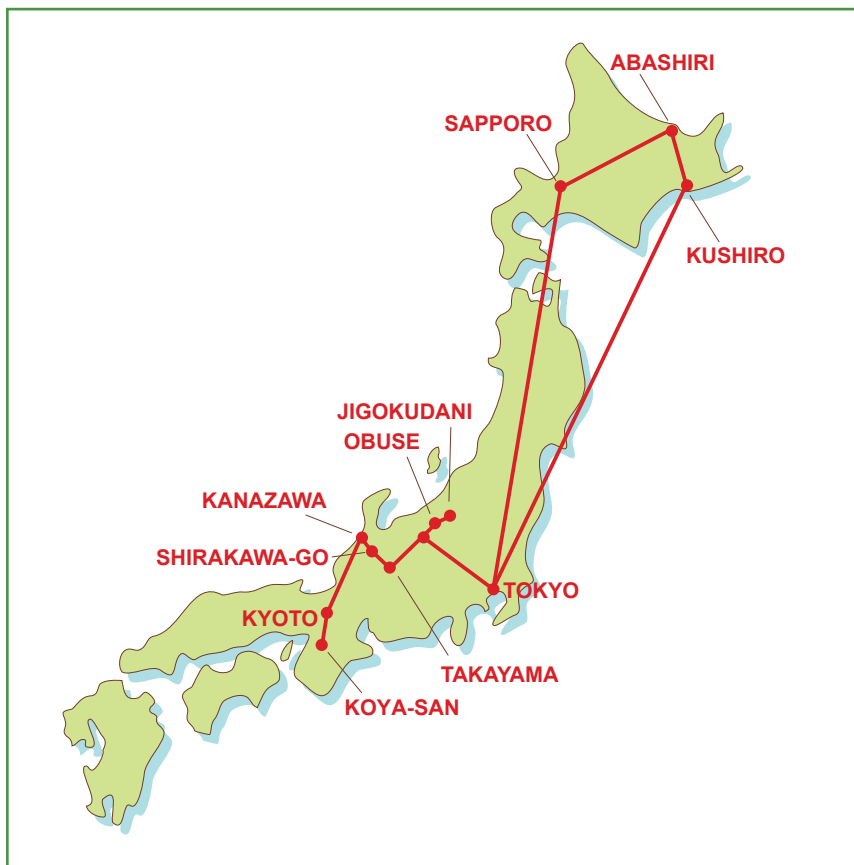 ABASHIRI
SAPPORO
KUSHIRO
JIGOKUDANI
OBUSE
KANAZAWA
SHIRAKAWA-GO
TOKYO
KYOTO
TAKAYAMA
KOYA-SAN